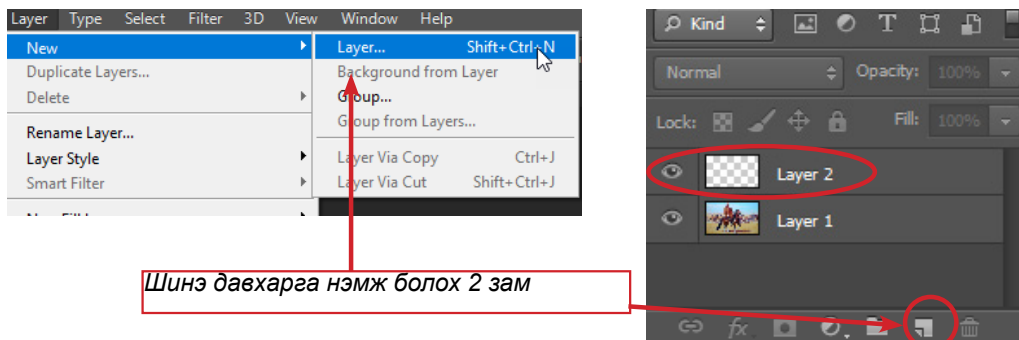 Layer Type Select Filter 3D View Window Help
New
Duplicate Layers...
Delete
Rename Layer...
Layer Style
Smart Filter
Layer... Shift+Ctrl+N
Background from Layer
Group...
Group from Layers...
Layer Via Copy Ctrl+J
Layer Via Cut Shift+Ctrl+J
Шинэ давхарга нэмж болох 2 зам
Kind T
Normal Opacity: 100%
Lock: Fill: 100%
Layer 2
Layer 1
fx